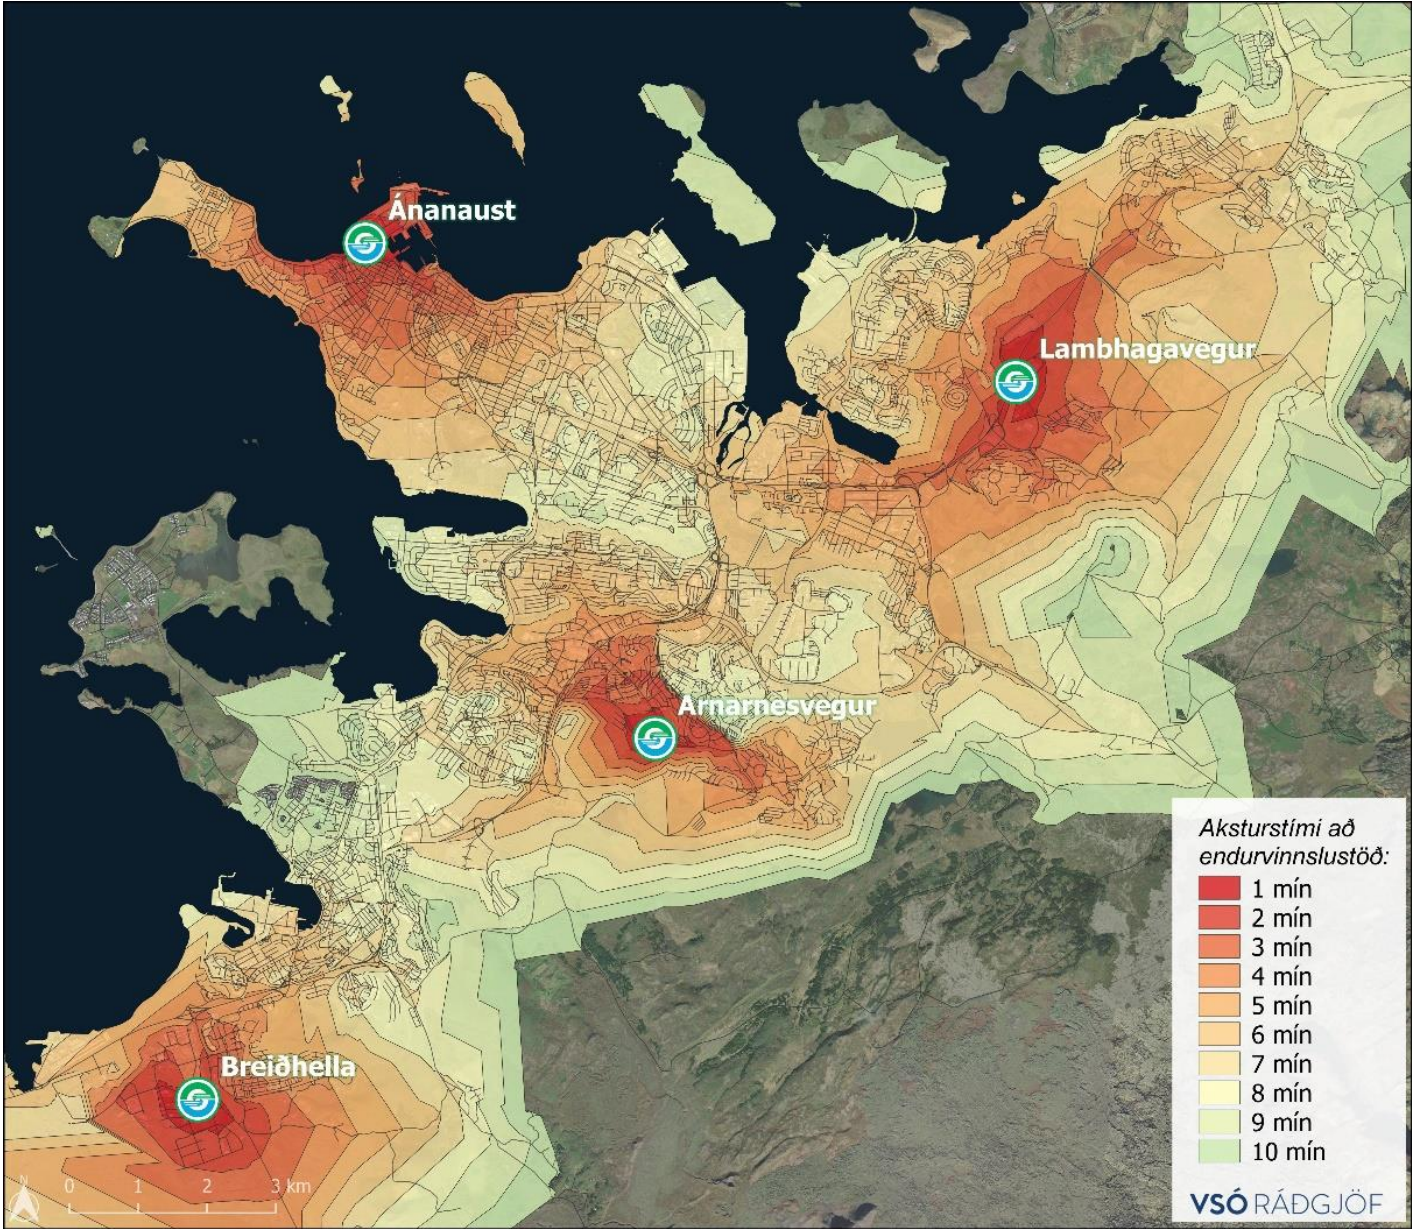 Ánanaust
Lambhagavegur
Arnarnesvegur
Breiðhella
Aksturstími að
endurvinnslustöð:
1 mín
2 mín
3 mín
4 mín
5 mín
6 mín
7 mín
8 mín
9 mín
10 mín
N
0 1 2 3 km
VSÓ RÁÐGJÖF